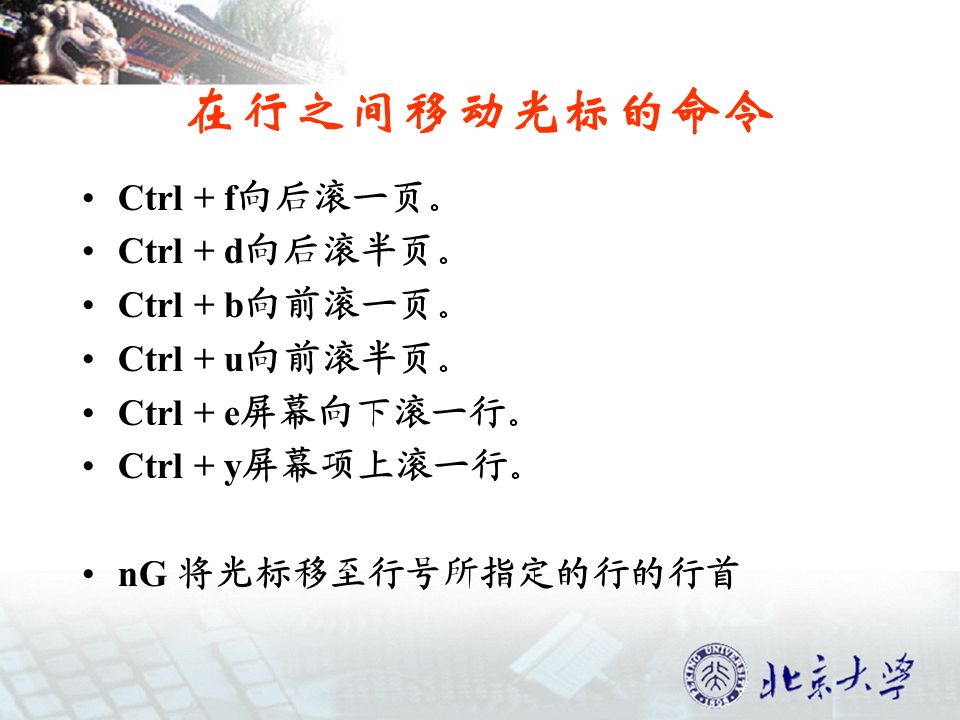 在行之间移动光标的命令
• Ctrl + f向后滚一页。
• Ctrl + d向后滚半页。
• Ctrl + b向前滚一页。
• Ctrl + u向前滚半页。
• Ctrl + e屏幕向下滚一行。
• Ctrl + y屏幕项上滚一行。
• nG 将光标移至行号所指定的行的行首
PEKING UNIVERSITY
1898
北京大学